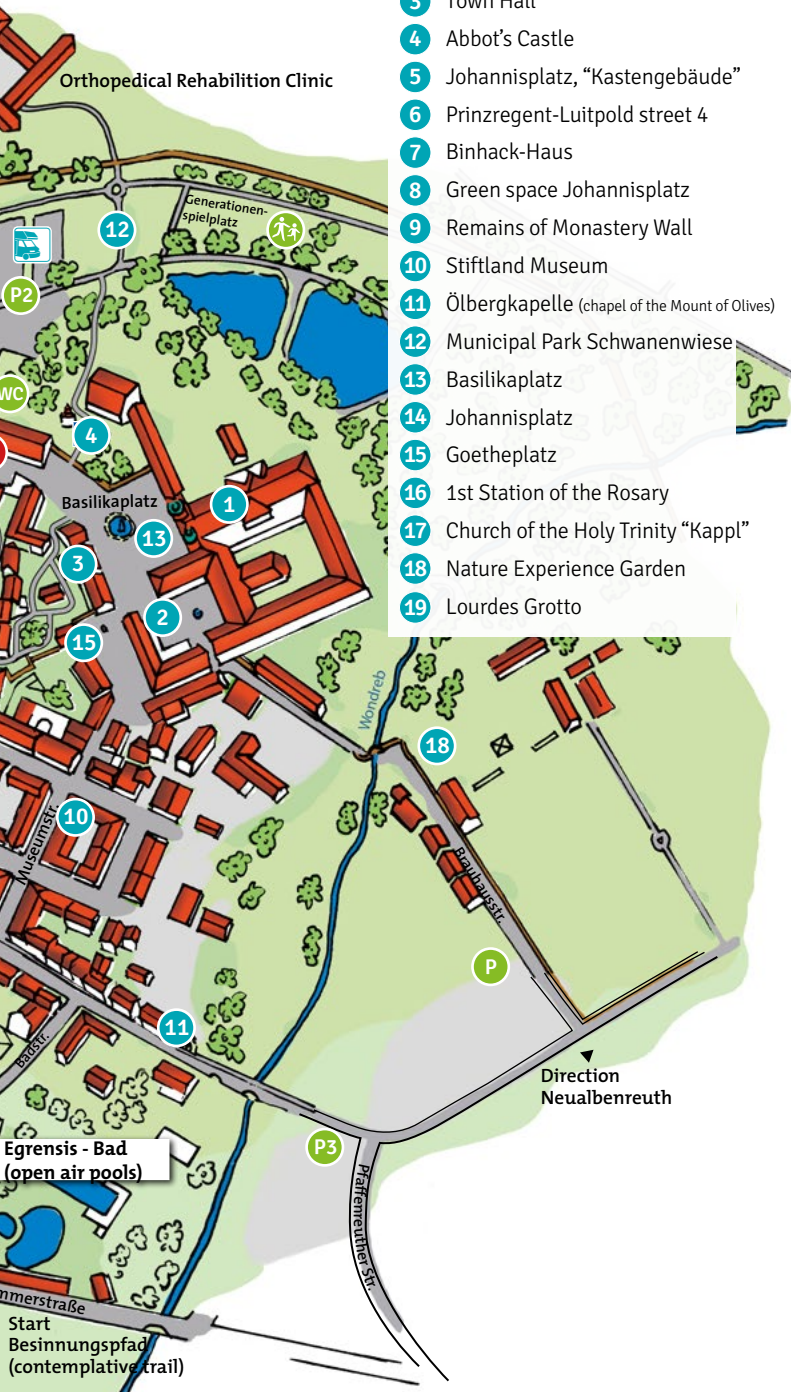 3 Town Hall
4 Abbot's Castle
5 Johannisplatz, “Kastengebäude”
6 Prinzregent-Luitpold street 4
7 Binhack-Haus
8 Green space Johannisplatz
9 Remains of Monastery Wall
10 Stiftland Museum
11 Ölbergkapelle (chapel of the Mount of Olives)
12 Municipal Park Schwanenwiese
13 Basilikaplatz
14 Johannisplatz
15 Goetheplatz
16 1st Station of the Rosary
17 Church of the Holy Trinity “Kappl”
18 Nature Experience Garden
19 Lourdes Grotto
Orthopedical Rehabilition Clinic
Generationen-
spielplatz
12
P2
WC
4
Basilikaplatz
1
13
3
2
15
Wondreb
18
10
Museumstr.
Brauhausstr.
P
11
Badstr.
Direction
Neualbenreuth
Egrensis - Bad
(open air pools)
P3
Pfaffenreuther Str.
mmerstraße
Start
Besinnungspfad
(contemplative trail)